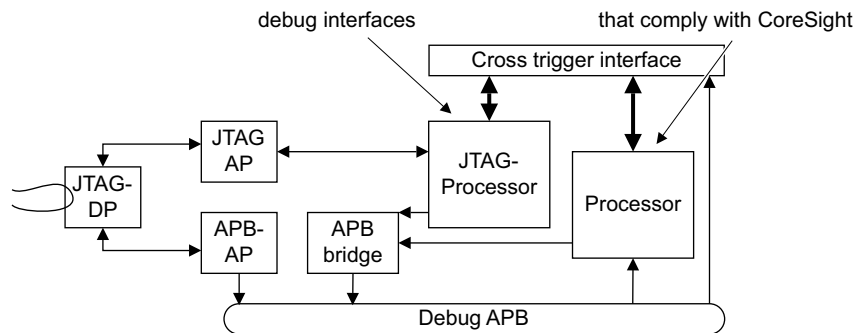 debug interfaces
that comply with CoreSight
Cross trigger interface
JTAG
AP
JTAG-
Processor
JTAG-
DP
Processor
APB-
AP
APB
bridge
Debug APB